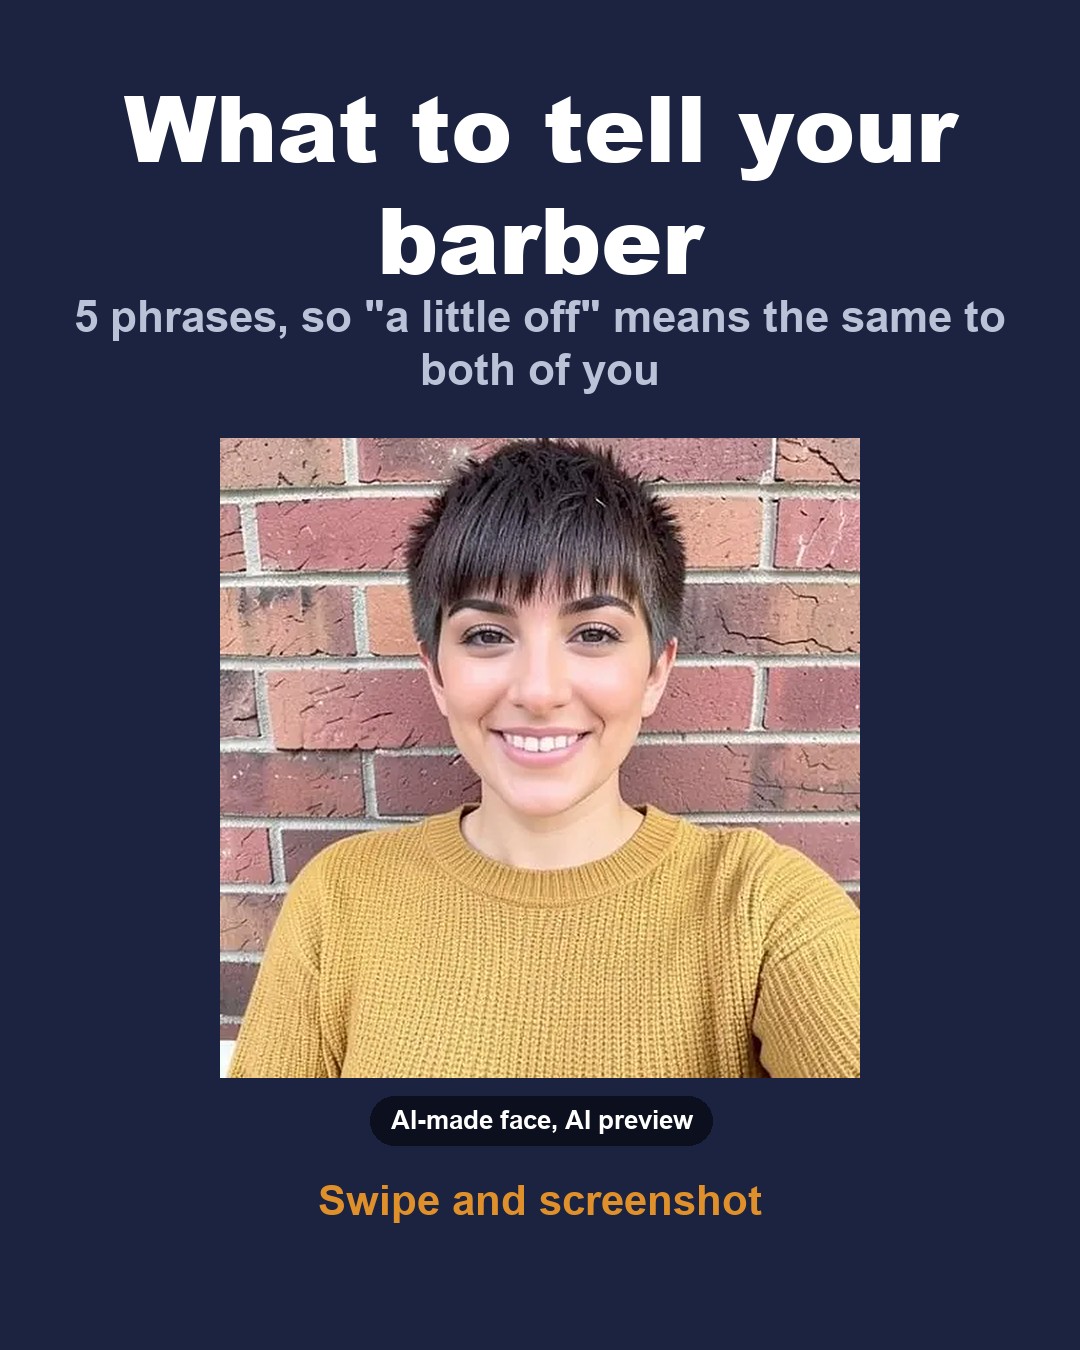 What to tell your
barber
5 phrases, so "a little off" means the same to
both of you
AI-made face, AI preview
Swipe and screenshot